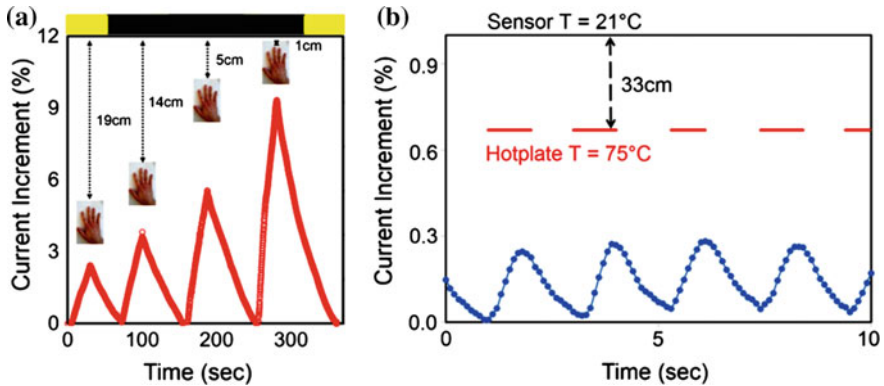 (a)
12
9
6
3
0
Current Increment (%)
19cm
14cm
5cm
1cm
0 100 200 300
Time (sec)
(b)
Sensor T = 21°C
0.9
0.6
0.3
0.0
Current Increment (%)
33cm
Hotplate T = 75°C
0 5 10
Time (sec)